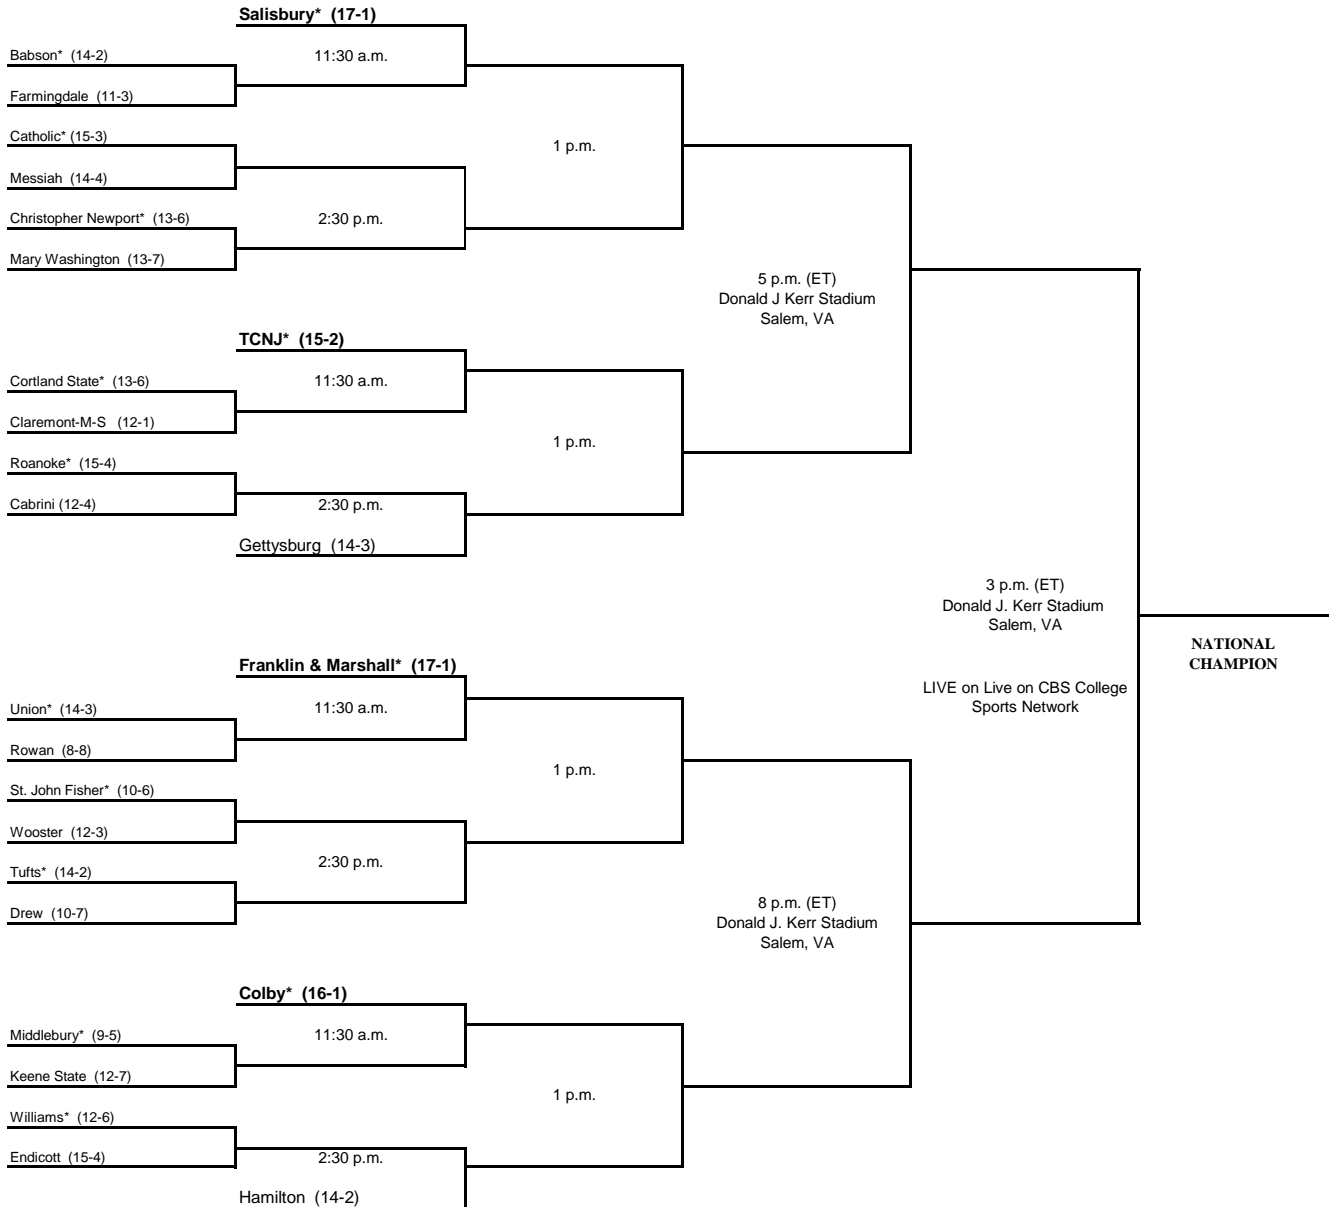 Salisbury* (17-1)
Babson* (14-2)
11:30 a.m.
Farmingdale (11-3)
Catholic* (15-3)
1 p.m.
Messiah (14-4)
Christopher Newport* (13-6)
2:30 p.m.
Mary Washington (13-7)
5 p.m. (ET)
Donald J Kerr Stadium
Salem, VA
TCNJ* (15-2)
Cortland State* (13-6)
11:30 a.m.
Claremont-M-S (12-1)
1 p.m.
Roanoke* (15-4)
Cabrini (12-4)
2:30 p.m.
Gettysburg (14-3)
3 p.m. (ET)
Donald J. Kerr Stadium
Salem, VA
NATIONAL
CHAMPION
LIVE on Live on CBS College
Sports Network
Franklin & Marshall* (17-1)
Union* (14-3)
11:30 a.m.
Rowan (8-8)
1 p.m.
St. John Fisher* (10-6)
Wooster (12-3)
2:30 p.m.
Tufts* (14-2)
Drew (10-7)
8 p.m. (ET)
Donald J. Kerr Stadium
Salem, VA
Colby* (16-1)
Middlebury* (9-5)
11:30 a.m.
Keene State (12-7)
1 p.m.
Williams* (12-6)
Endicott (15-4)
2:30 p.m.
Hamilton (14-2)